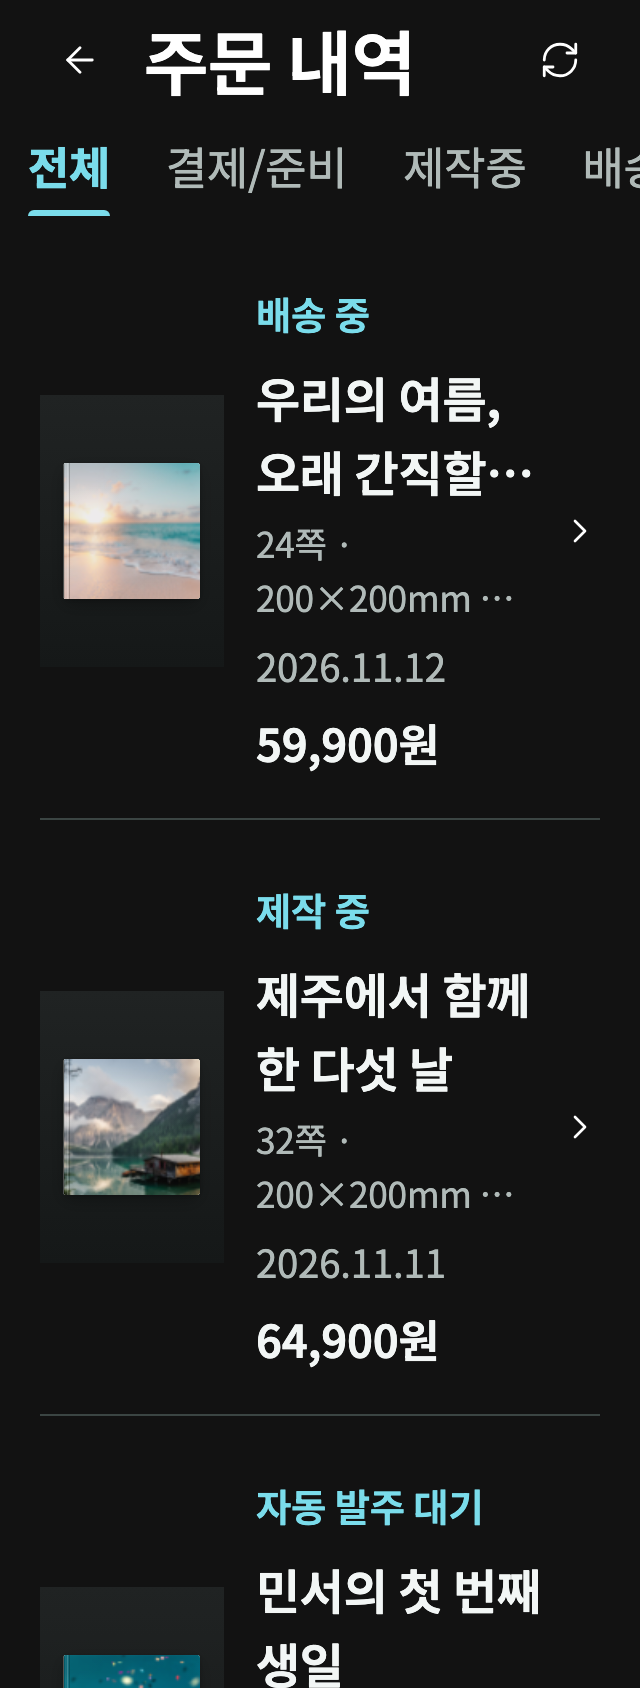 주문 내역
전체 결제/준비 제작중 배송
배송 중
우리의 여름,
오래 간직할…
24쪽 ·
200×200mm …
2026.11.12
59,900원
제작 중
제주에서 함께
한 다섯 날
32쪽 ·
200×200mm …
2026.11.11
64,900원
자동 발주 대기
민서의 첫 번째
생일